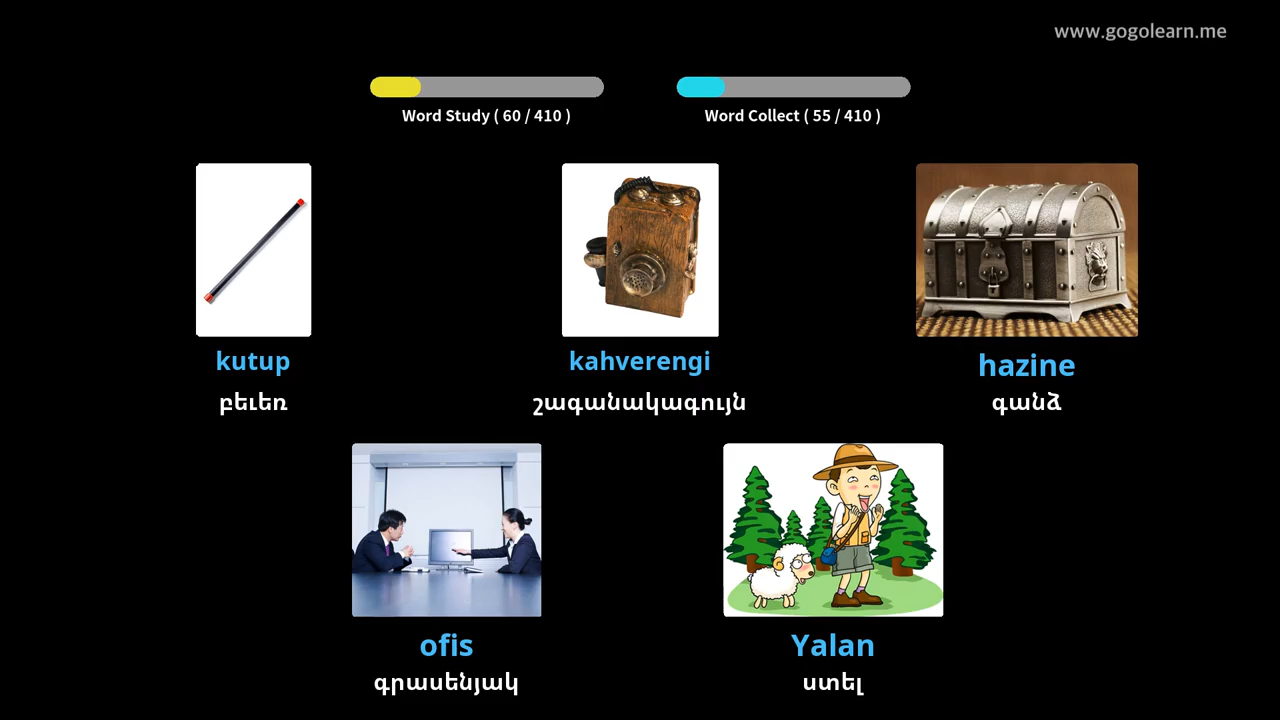 www.gogolearn.me
Word Study ( 60 / 410 )
Word Collect ( 55 / 410 )
kutup
բեւեռ
kahverengi
շագանակագույն
hazine
գանձ
ofis
գրասենյակ
Yalan
ստել